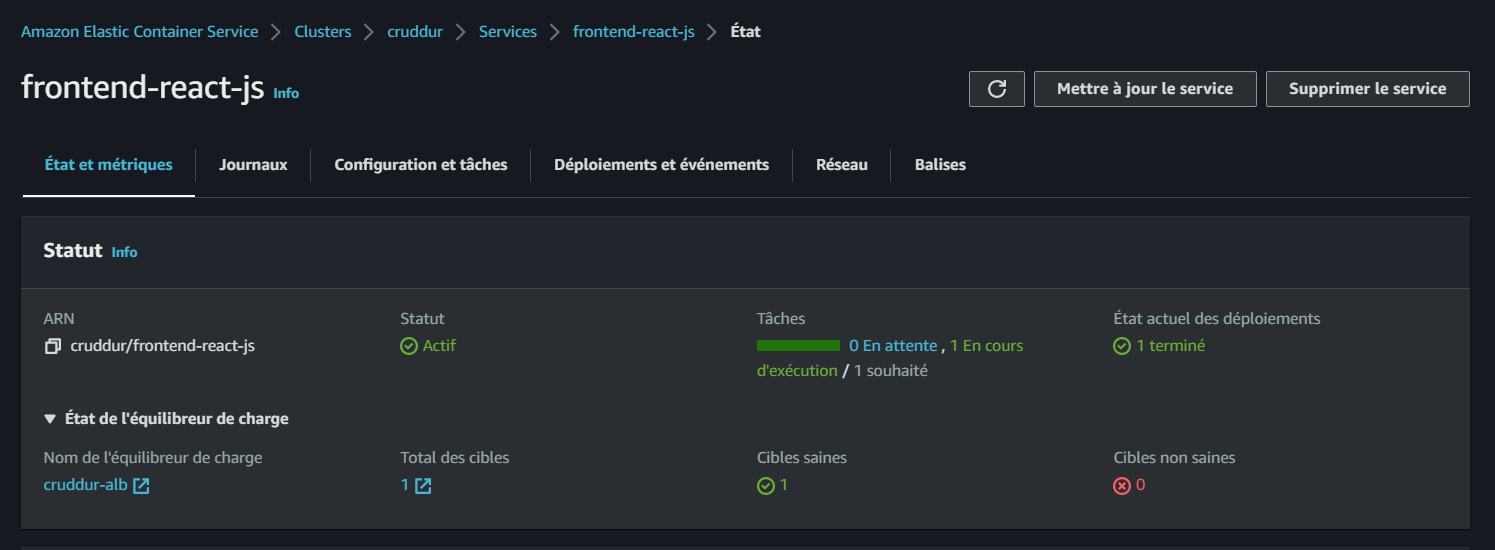 Amazon Elastic Container Service > Clusters > cruddur > Services > frontend-react-js > État
frontend-react-js Info
Mettre à jour le service Supprimer le service
État et métriques Journaux Configuration et tâches Déploiements et événements Réseau Balises
Statut Info
ARN Statut Tâches État actuel des déploiements
cruddur/frontend-react-js Actif 0 En attente , 1 En cours 1 terminé
d'exécution / 1 souhaité
État de l'équilibreur de charge
Nom de l'équilibreur de charge Total des cibles Cibles saines Cibles non saines
cruddur-alb 1 1 0